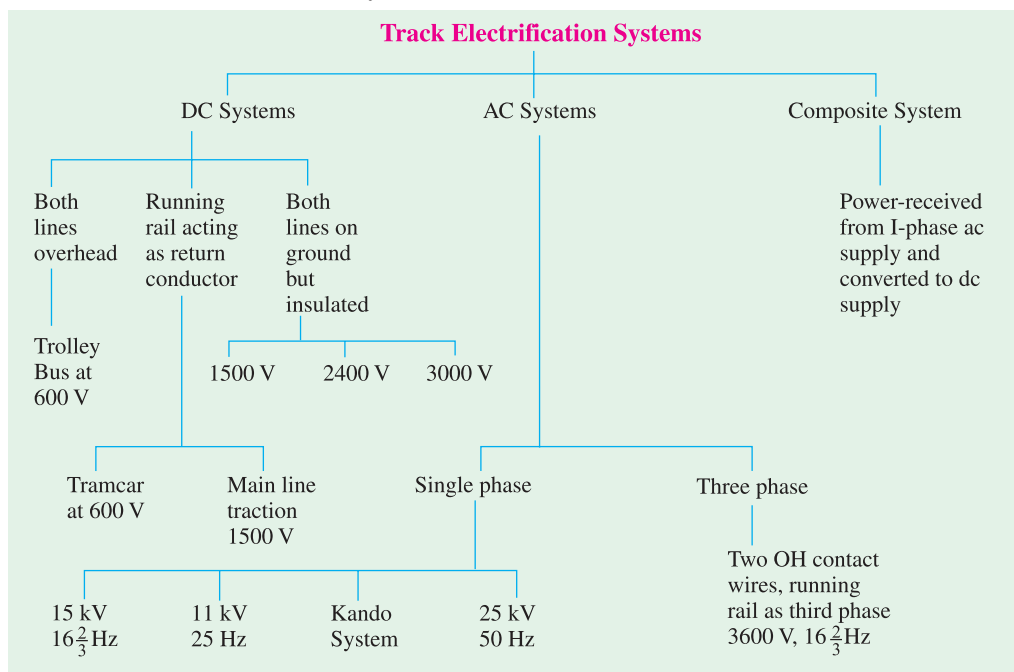 Track Electrification Systems
DC Systems
AC Systems
Composite System
Both
lines
overhead
Running
rail acting
as return
conductor
Both
lines on
ground
but
insulated
Power-received
from I-phase ac
supply and
converted to dc
supply
Trolley
Bus at
600 V
1500 V
2400 V
3000 V
Tramcar
at 600 V
Main line
traction
1500 V
Single phase
Three phase
15 kV
16 2/3 Hz
11 kV
25 Hz
Kando
System
25 kV
50 Hz
Two OH contact
wires, running
rail as third phase
3600 V, 16 2/3 Hz